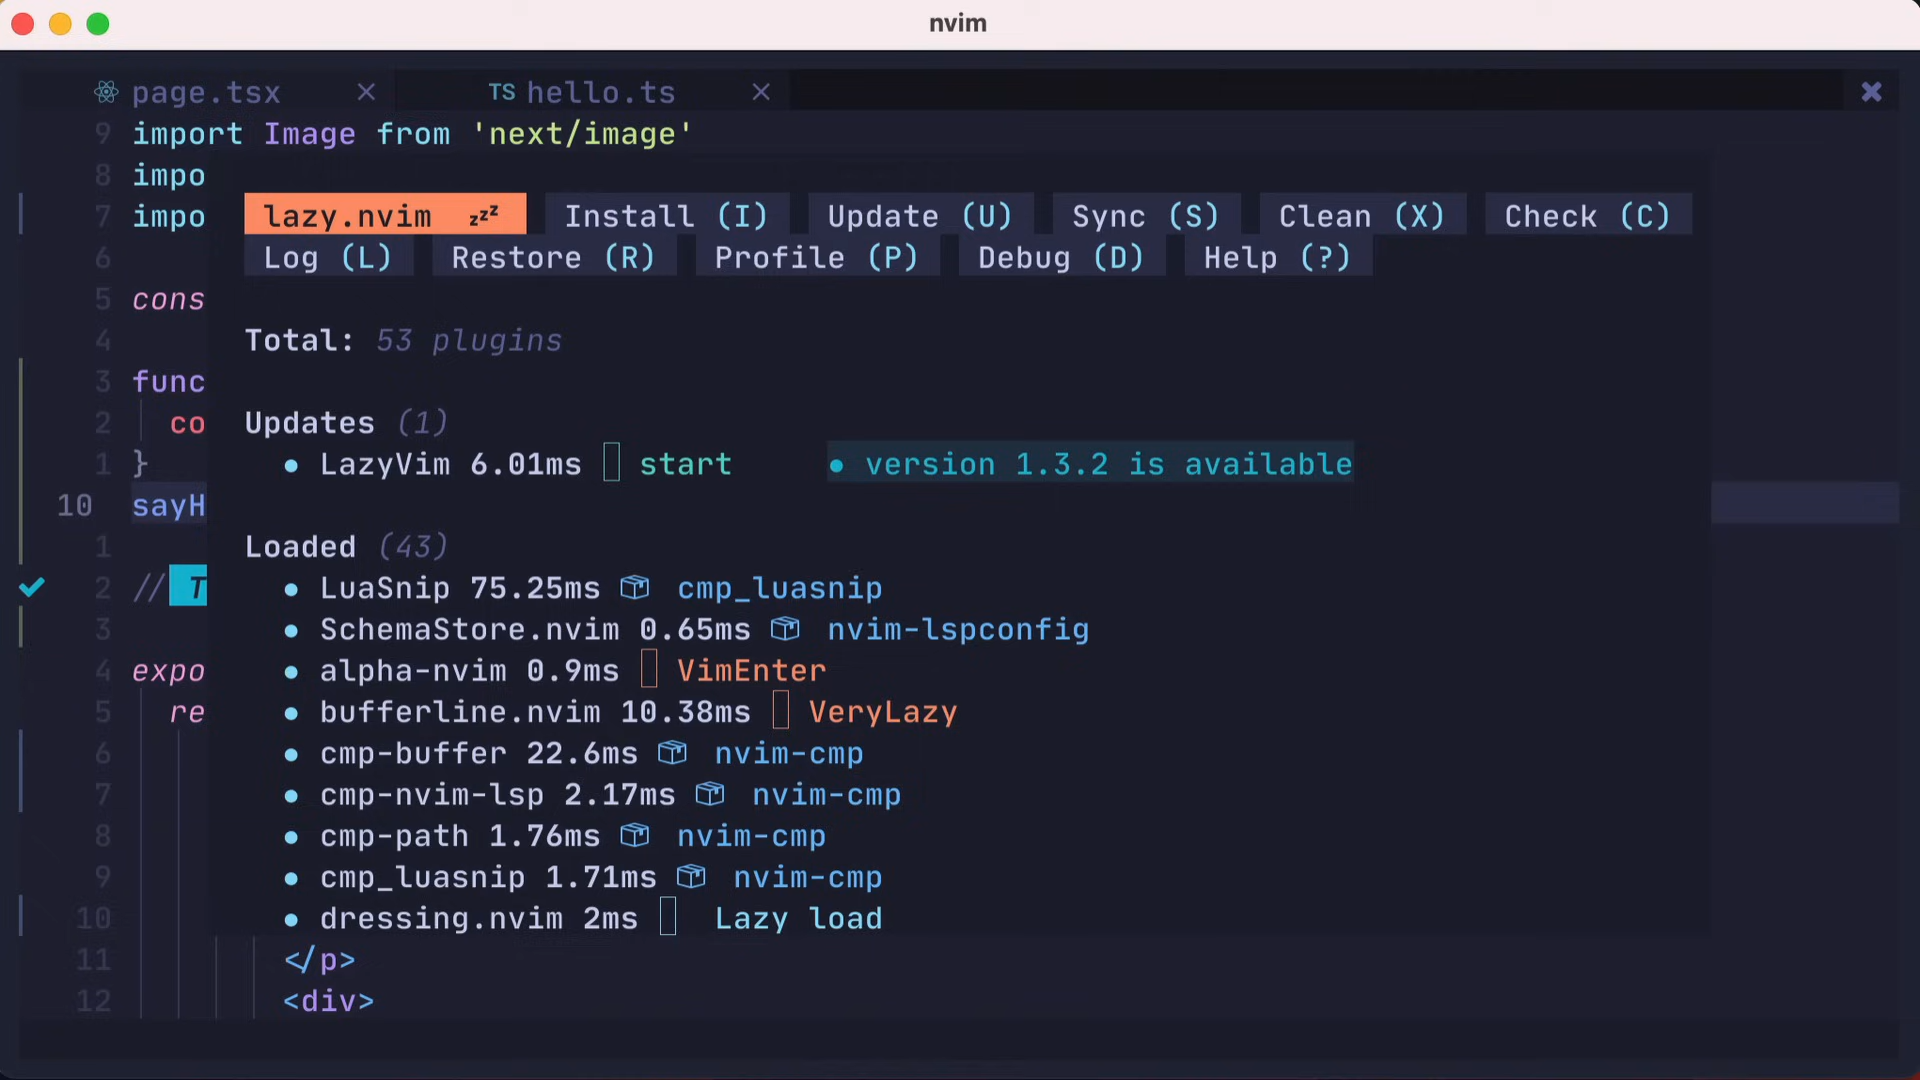 nvim
page.tsx × TS hello.ts ×
9 import Image from 'next/image'
8 impo
7 impo
lazy.nvim zzz Install (I) Update (U) Sync (S) Clean (X) Check (C)
6 Log (L) Restore (R) Profile (P) Debug (D) Help (?)
5 cons
4 Total: 53 plugins
3 func
2 co Updates (1)
1 } ● LazyVim 6.01ms start ● version 1.3.2 is available
10 sayH
1 Loaded (43)
2 // T ● LuaSnip 75.25ms cmp_luasnip
3 ● SchemaStore.nvim 0.65ms nvim-lspconfig
4 expo ● alpha-nvim 0.9ms VimEnter
5 re ● bufferline.nvim 10.38ms VeryLazy
6 ● cmp-buffer 22.6ms nvim-cmp
7 ● cmp-nvim-lsp 2.17ms nvim-cmp
8 ● cmp-path 1.76ms nvim-cmp
9 ● cmp_luasnip 1.71ms nvim-cmp
10 ● dressing.nvim 2ms Lazy load
11 </p>
12 <div>